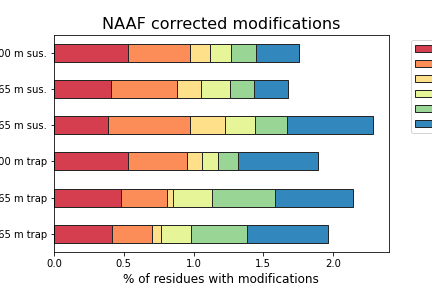 NAAF corrected modifications
00 m sus.
65 m sus.
65 m sus.
00 m trap
65 m trap
65 m trap
0.0 0.5 1.0 1.5 2.0
% of residues with modifications